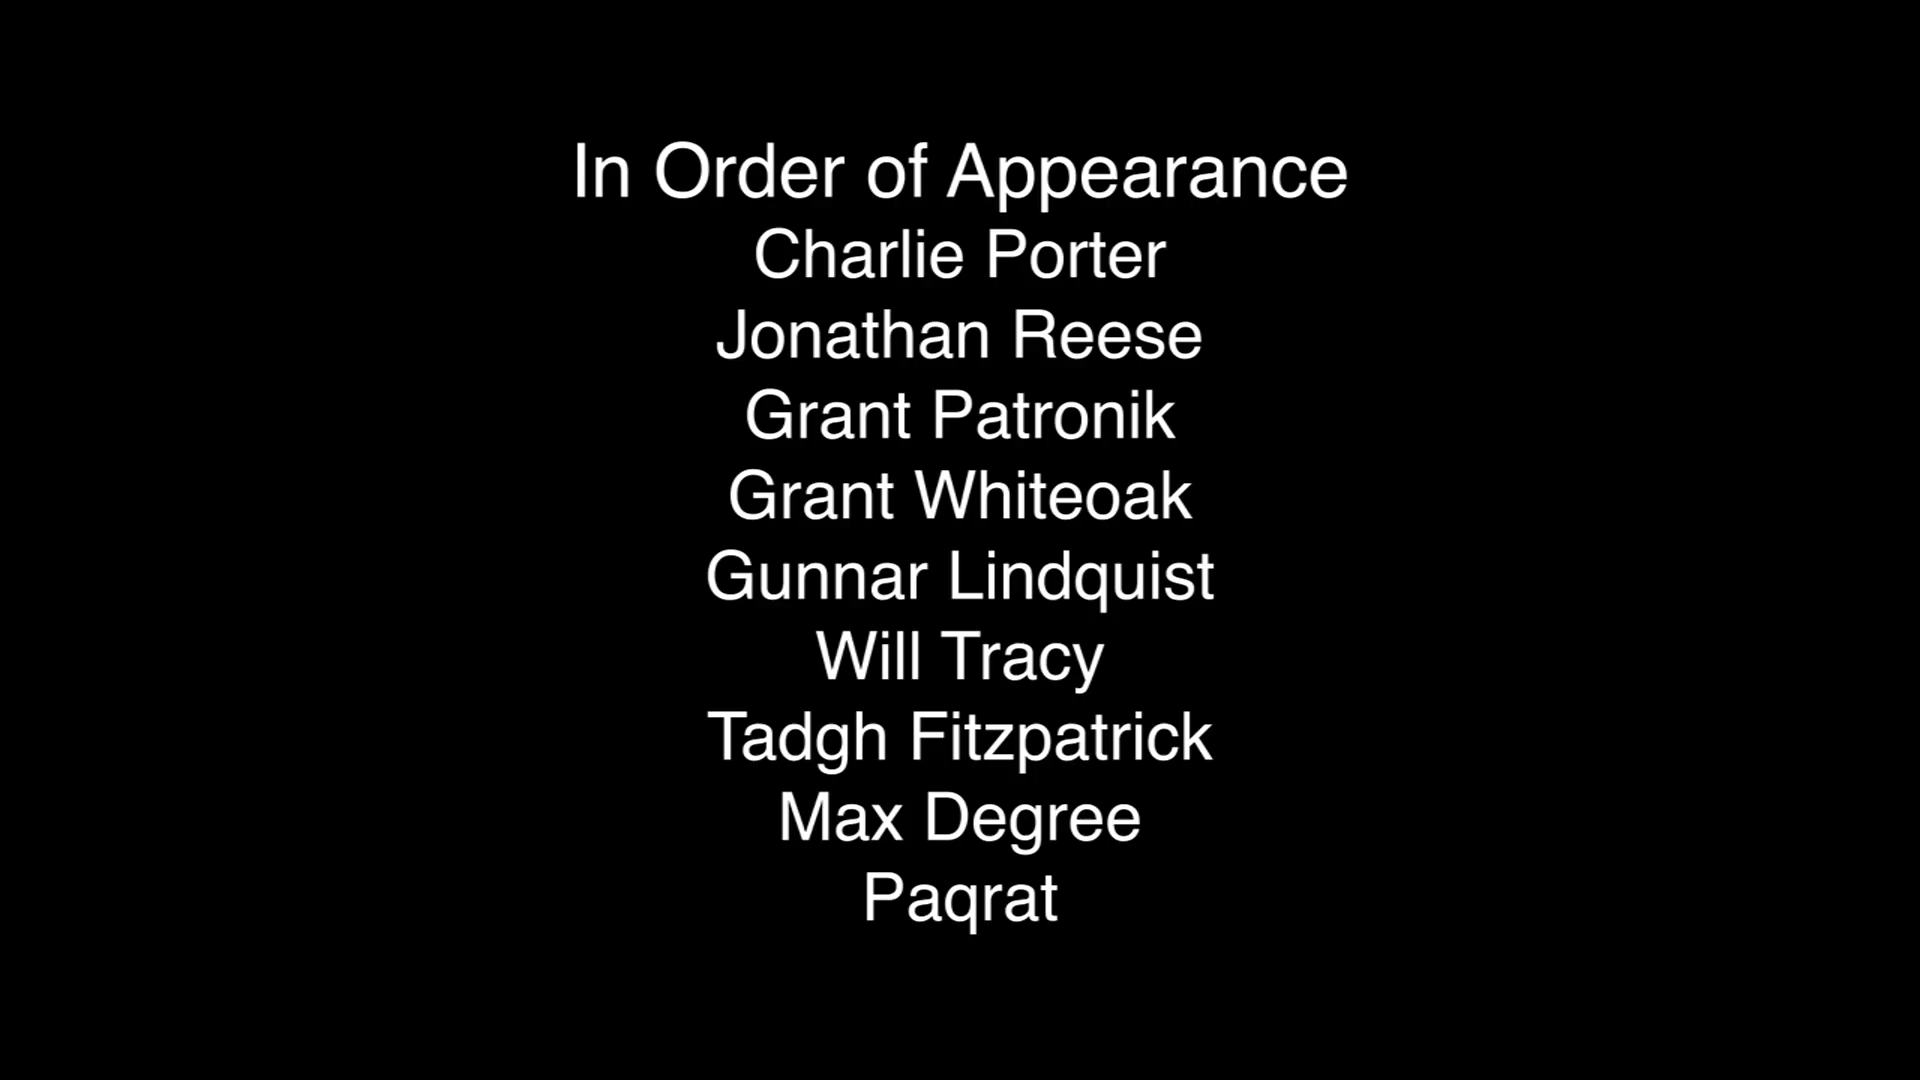 In Order of Appearance
Charlie Porter
Jonathan Reese
Grant Patronik
Grant Whiteoak
Gunnar Lindquist
Will Tracy
Tadgh Fitzpatrick
Max Degree
Paqrat